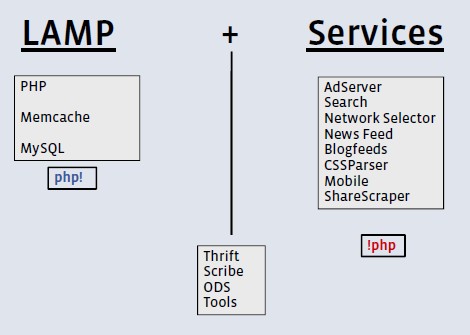 LAMP + Services
PHP
Memcache
MySQL
php!
AdServer
Search
Network Selector
News Feed
Blogfeeds
CSSParser
Mobile
ShareScraper
!php
Thrift
Scribe
ODS
Tools